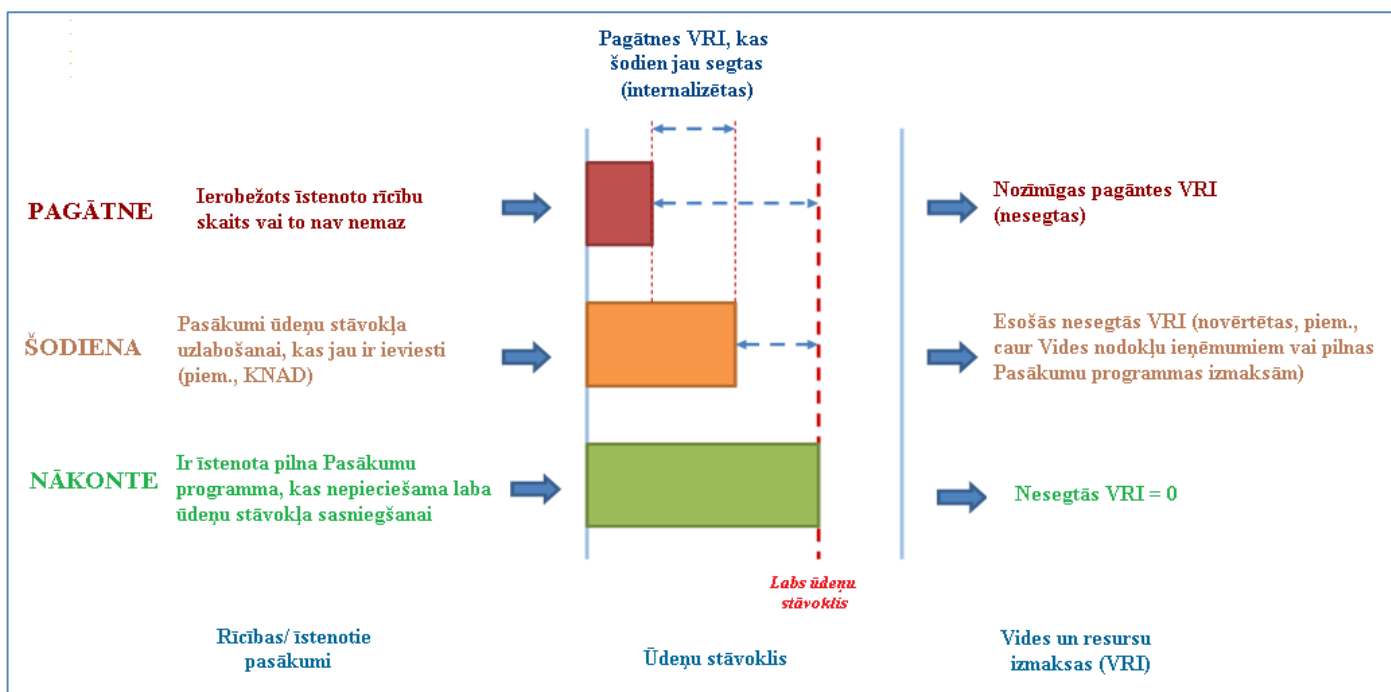 Pagātnes VRI, kas
šodien jau segtas
(internalizētas)
PAGĀTNE
Ierobežots īstenoto rīcību
skaits vai to nav nemaz
Nozīmīgas pagāntes VRI
(nesegtas)
ŠODIENA
Pasākumi ūdeņu stāvokļa
uzlabošanai, kas jau ir ieviesti
(piem., KNAD)
Esošās nesegtās VRI (novērtētas, piem.,
caur Vides nodokļu ieņēmumiem vai pilnas
Pasākumu programmas izmaksām)
NĀKONTE
Ir īstenota pilna Pasākumu
programma, kas nepieciešama laba
ūdeņu stāvokļa sasniegšanai
Nesegtās VRI = 0
Labs ūdeņu
stāvoklis
Rīcības/ īstenotie
pasākumi
Ūdeņu stāvoklis
Vides un resursu
izmaksas (VRI)